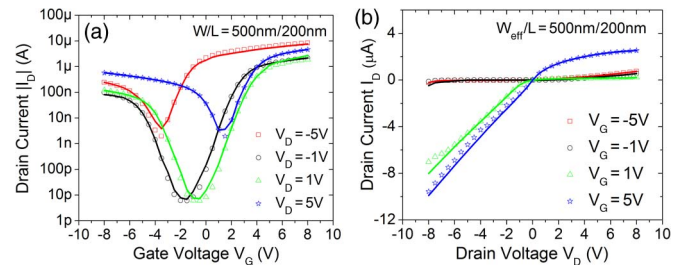 (a)
W/L=500nm/200nm
Drain Current |I_D| (A)
100μ
10μ
1μ
100n
10n
1n
100p
10p
1p
V_D = -5V
V_D = -1V
V_D = 1V
V_D = 5V
-10 -8 -6 -4 -2 0 2 4 6 8 10
Gate Voltage V_G (V)
(b)
W_eff/L=500nm/200nm
Drain Current I_D (μA)
4
0
-4
-8
-12
V_G = -5V
V_G = -1V
V_G = 1V
V_G = 5V
-10 -8 -6 -4 -2 0 2 4 6 8 10
Drain Voltage V_D (V)